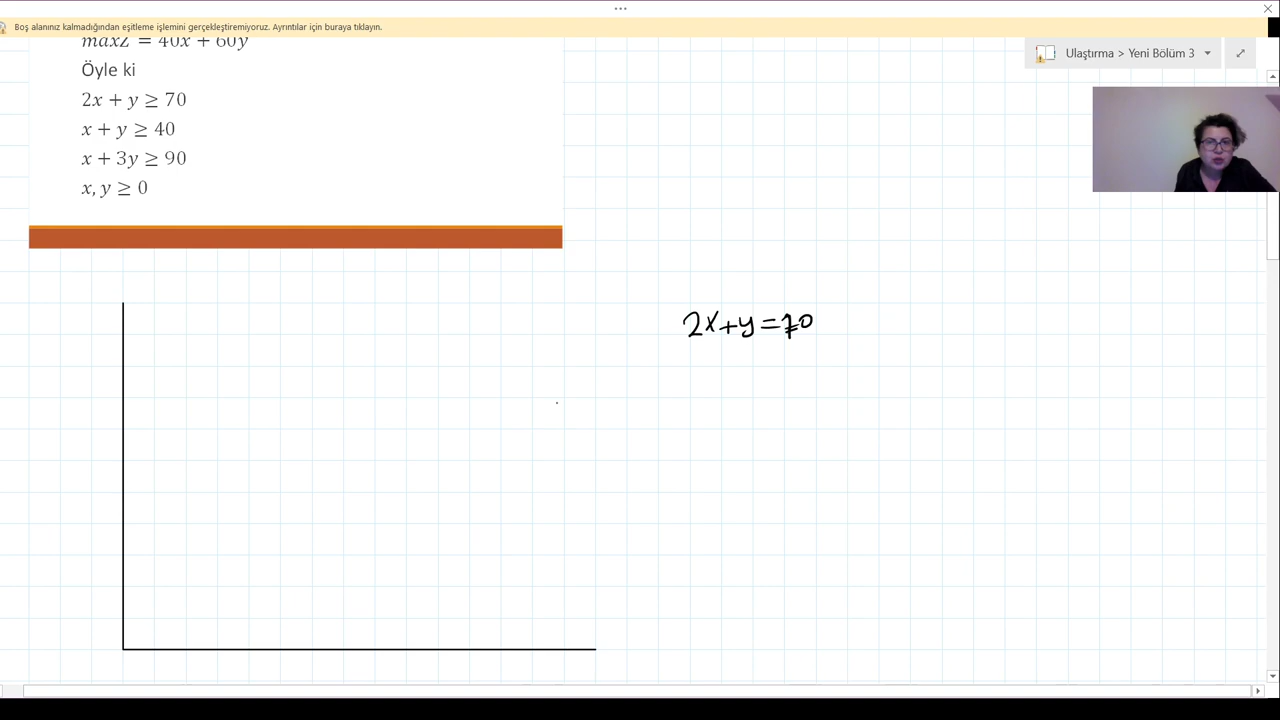 ...
Boş alanınız kalmadığından eşitleme işlemini gerçekleştiremiyoruz. Ayrıntılar için buraya tıklayın.
maxZ = 40x + 60y
Ulaştırma > Yeni Bölüm 3
Öyle ki
2x + y ≥ 70
x + y ≥ 40
x + 3y ≥ 90
x, y ≥ 0
2x+y=70